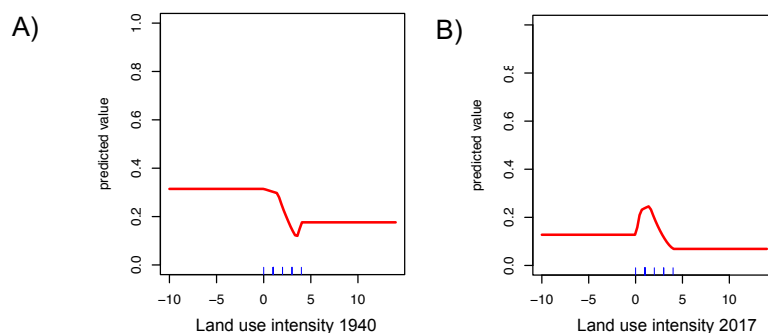 A)
predicted value
1.0
0.8
0.6
0.4
0.2
0.0
−10 −5 0 5 10
Land use intensity 1940
B)
predicted value
0.8
0.6
0.4
0.2
0.0
−10 −5 0 5 10
Land use intensity 2017